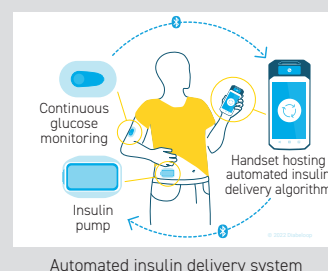 Continuous
glucose
monitoring
Insulin
pump
Handset hosting
automated insulin
delivery algorithm
Automated insulin delivery system